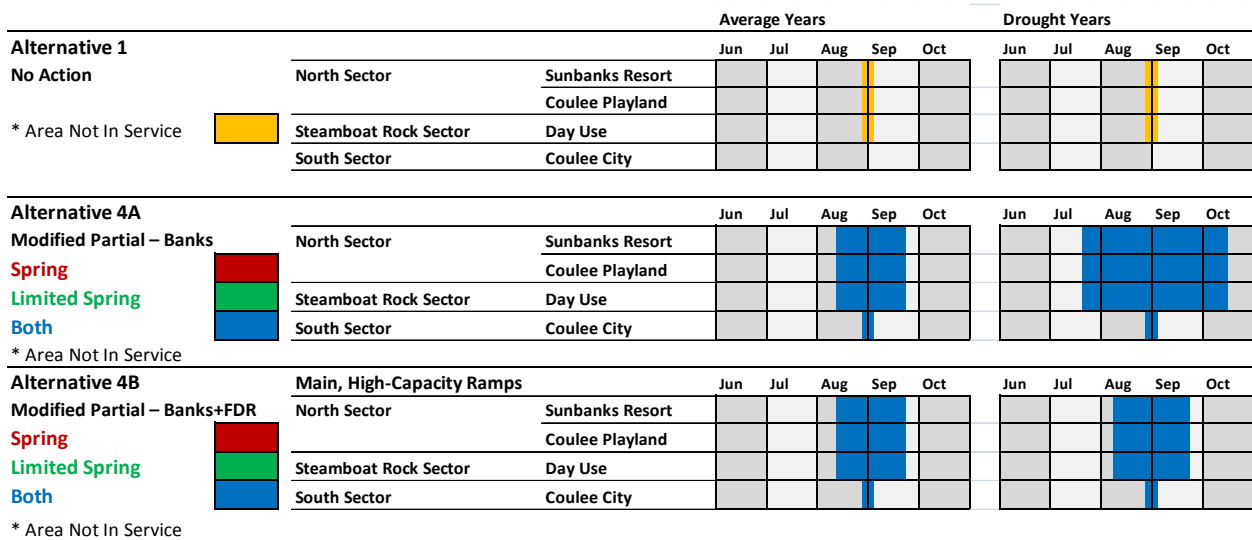 Average Years Drought Years
Alternative 1 Jun Jul Aug Sep Oct Jun Jul Aug Sep Oct
No Action North Sector Sunbanks Resort
Coulee Playland
* Area Not In Service Steamboat Rock Sector Day Use
South Sector Coulee City
Alternative 4A Jun Jul Aug Sep Oct Jun Jul Aug Sep Oct
Modified Partial – Banks North Sector Sunbanks Resort
Spring Coulee Playland
Limited Spring Steamboat Rock Sector Day Use
Both South Sector Coulee City
* Area Not In Service
Alternative 4B Main, High-Capacity Ramps Jun Jul Aug Sep Oct Jun Jul Aug Sep Oct
Modified Partial – Banks+FDR North Sector Sunbanks Resort
Spring Coulee Playland
Limited Spring Steamboat Rock Sector Day Use
Both South Sector Coulee City
* Area Not In Service